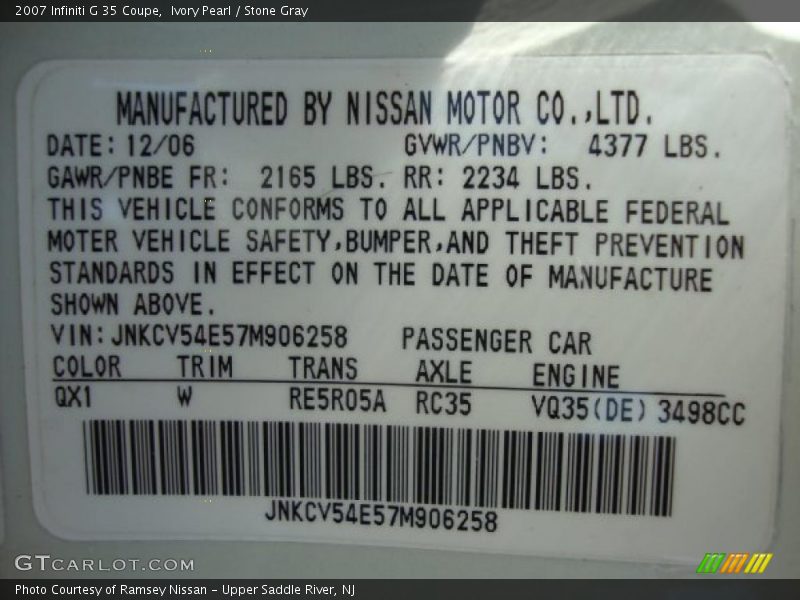 2007 Infiniti G 35 Coupe,  Ivory Pearl / Stone Gray
MANUFACTURED BY NISSAN MOTOR CO.,LTD.
DATE: 12/06 GVWR/PNBV: 4377 LBS.
GAWR/PNBE FR: 2165 LBS. RR: 2234 LBS.
THIS VEHICLE CONFORMS TO ALL APPLICABLE FEDERAL
MOTER VEHICLE SAFETY,BUMPER,AND THEFT PREVENTION
STANDARDS IN EFFECT ON THE DATE OF MANUFACTURE
SHOWN ABOVE.
VIN: JNKCV54E57M906258 PASSENGER CAR
COLOR TRIM TRANS AXLE ENGINE
QX1 W RE5R05A RC35 VQ35(DE) 3498CC
JNKCV54E57M906258
GTCARLOT.COM
Photo Courtesy of Ramsey Nissan - Upper Saddle River, NJ